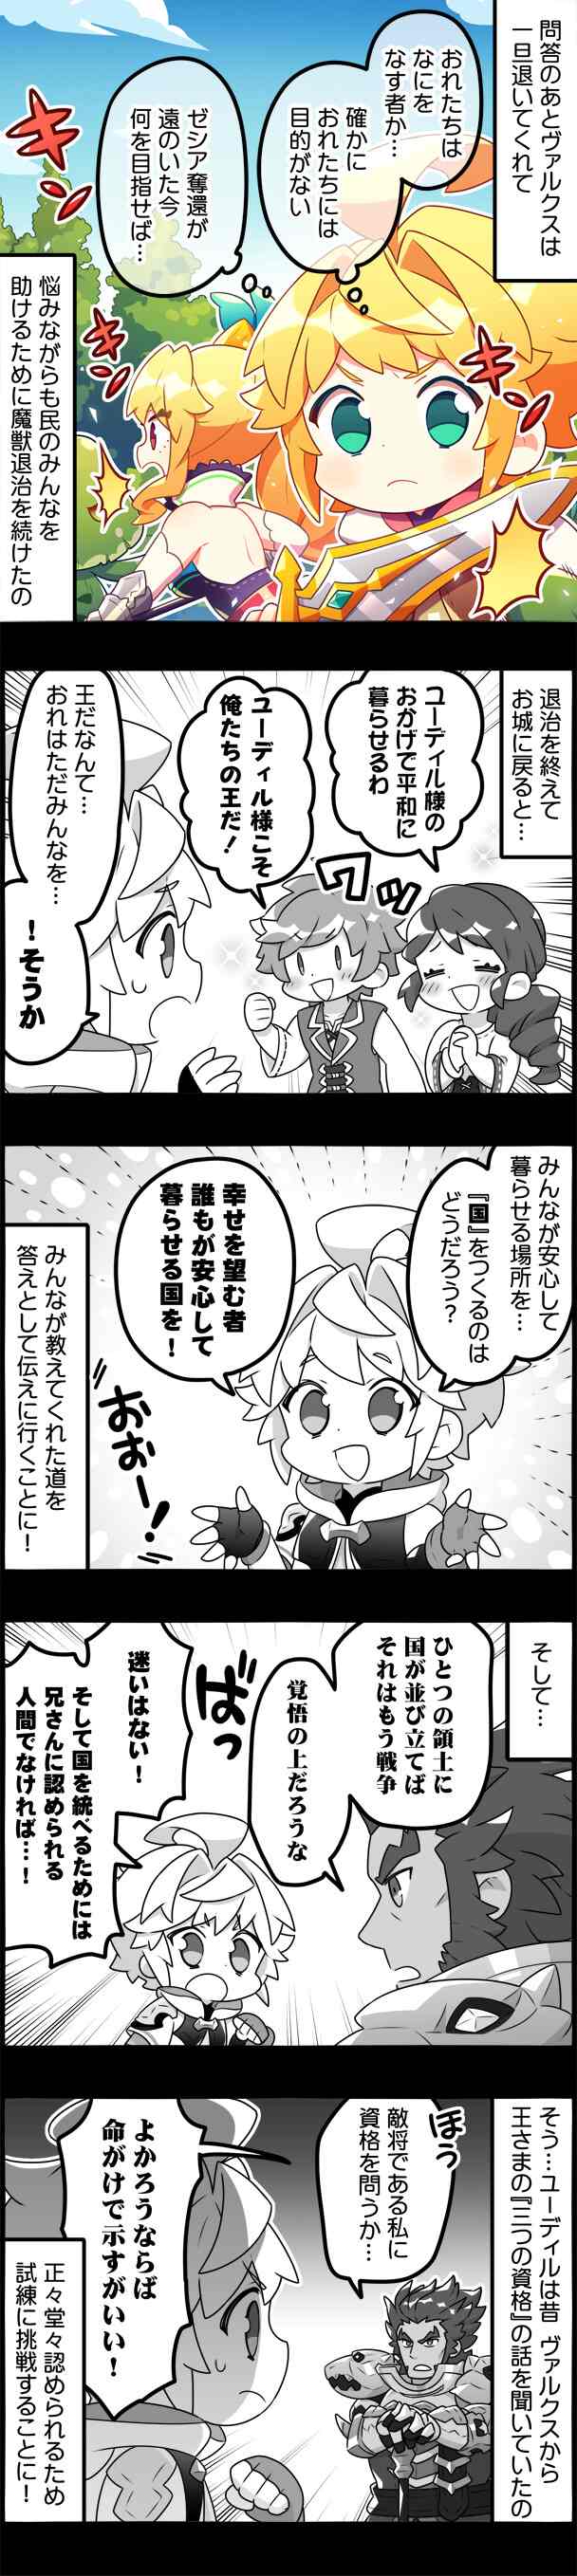 問答のあとヴァルクスは
一旦退いてくれて
おれたちは
なにを
なす者か…
確かに
おれたちには
目的がない
ゼシア奪還が
遠のいた今
何を目指せば…
キン
キン
キン
悩みながらも民のみんなを
助けるために魔獣退治を続けたの
退治を終えて
お城に戻ると…
ユーディル様の
おかげで平和に
暮らせるわ
ユーディル様こそ
俺たちの王だ！
ワッ
王だなんて…
おれはただみんなを…
！そうか
みんなが安心して
暮らせる場所を…
『国』をつくるのは
どうだろう？
幸せを望む者
誰もが安心して
暮らせる国を！
おおー！
みんなが教えてくれた道を
答えとして伝えに行くことに！
そして…
ひとつの領土に
国が並び立てば
それはもう戦争
覚悟の上だろうな
ばっ
迷いはない！
そして国を統べるためには
兄さんに認められる
人間でなければ…！
そう…ユーディルは昔 ヴァルクスから
王さまの『三つの資格』の話を聞いていたの
ほう
敵将である私に
資格を問うか…
よかろうならば
命がけで示すがいい！
正々堂々認められるため
試練に挑戦することに！